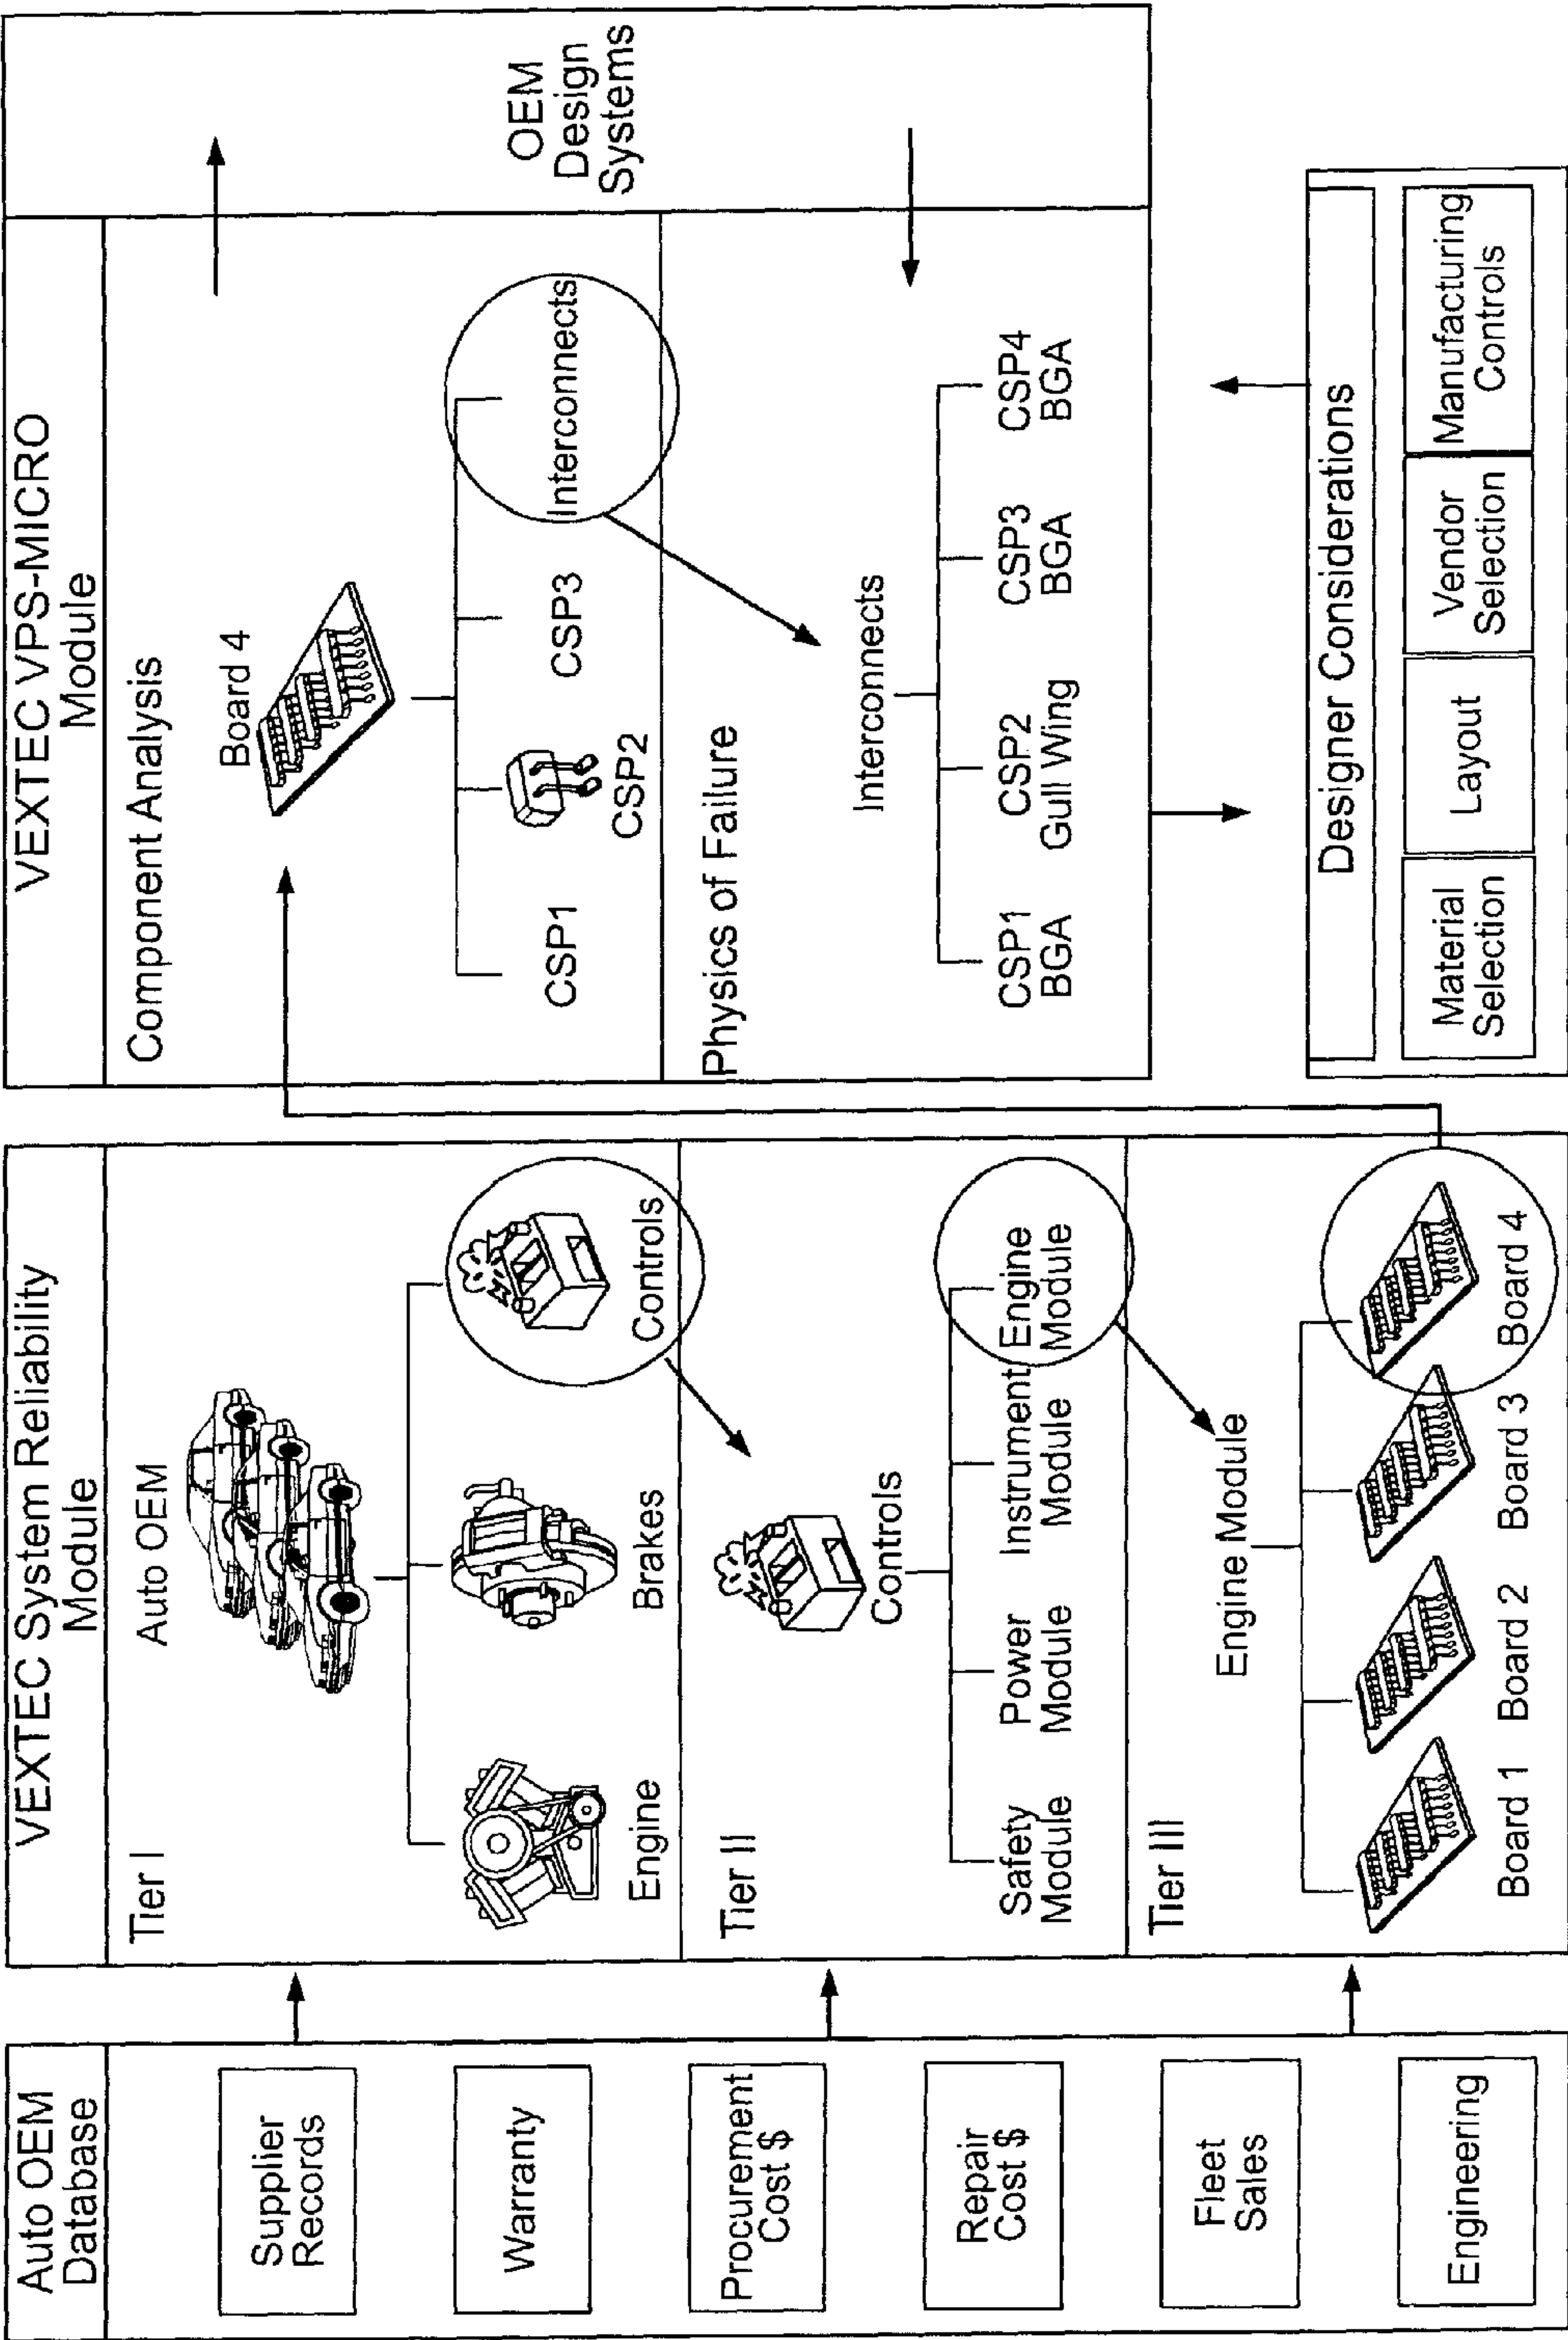 Auto OEM
Database
Supplier
Records
Warranty
Procurement
Cost $
Repair
Cost $
Fleet
Sales
Engineering
VEXTEC System Reliability
Module
Tier I
Auto OEM
Engine
Brakes
Controls
Tier II
Controls
Safety
Module
Power
Module
Instrument
Module
Engine
Module
Tier III
Engine Module
Board 1
Board 2
Board 3
Board 4
VEXTEC VPS-MICRO
Module
Component Analysis
Board 4
CSP1
CSP2
CSP3
Interconnects
Physics of Failure
Interconnects
CSP1
BGA
CSP2
Gull Wing
CSP3
BGA
CSP4
BGA
OEM
Design
Systems
Designer Considerations
Material
Selection
Layout
Vendor
Selection
Manufacturing
Controls